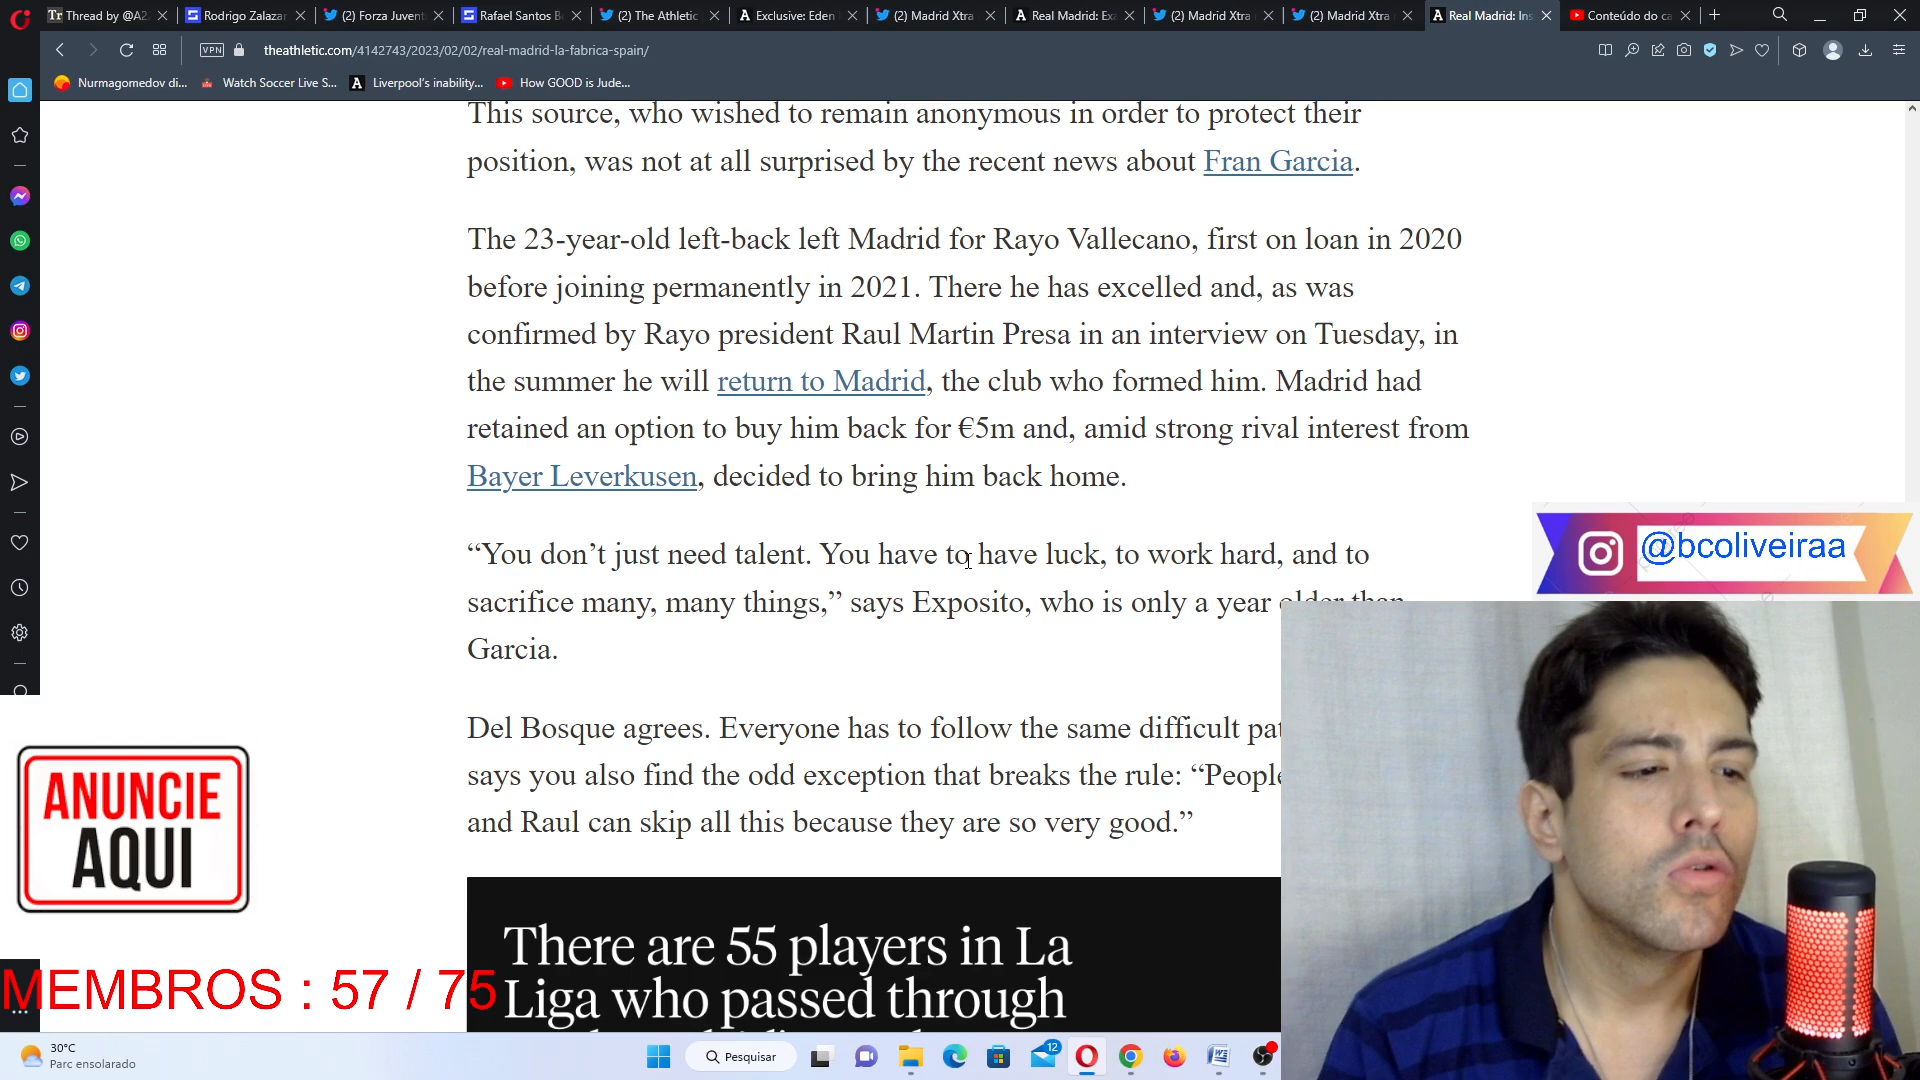 Thread by @A2
Rodrigo Zalazar
(2) Forza Juvent
Rafael Santos B
(2) The Athletic
Exclusive: Eden
(2) Madrid Xtra
Real Madrid: Ex
(2) Madrid Xtra
(2) Madrid Xtra
Real Madrid: Ins
Conteúdo do ca
VPN
theathletic.com/4142743/2023/02/02/real-madrid-la-fabrica-spain/
Nurmagomedov di...
Watch Soccer Live S...
Liverpool's inability...
How GOOD is Jude...
This source, who wished to remain anonymous in order to protect their
position, was not at all surprised by the recent news about Fran Garcia.
The 23-year-old left-back left Madrid for Rayo Vallecano, first on loan in 2020
before joining permanently in 2021. There he has excelled and, as was
confirmed by Rayo president Raul Martin Presa in an interview on Tuesday, in
the summer he will return to Madrid, the club who formed him. Madrid had
retained an option to buy him back for €5m and, amid strong rival interest from
Bayer Leverkusen, decided to bring him back home.
“You don’t just need talent. You have to have luck, to work hard, and to
sacrifice many, many things,” says Exposito, who is only a year older than
Garcia.
@bcoliveiraa
Del Bosque agrees. Everyone has to follow the same difficult pat
says you also find the odd exception that breaks the rule: “People
and Raul can skip all this because they are so very good.”
ANUNCIE
AQUI
There are 55 players in La
Liga who passed through
MEMBROS : 57 / 75
30°C
Parc ensolarado
Pesquisar
12